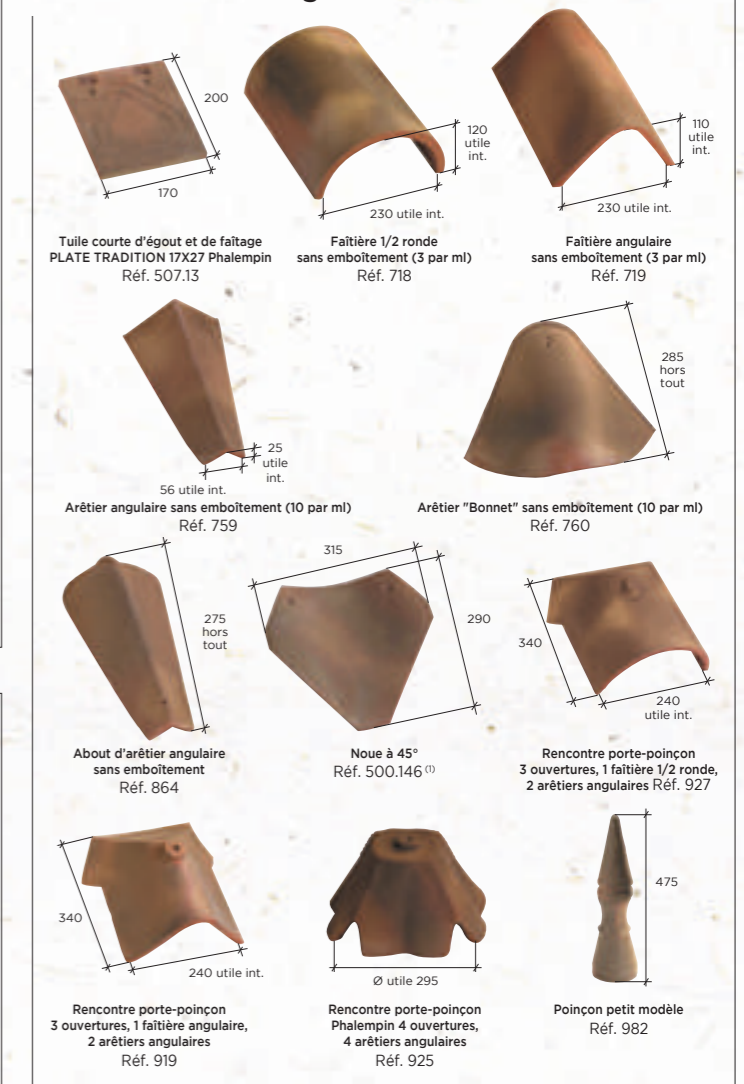 200
170
120
utile
int.
230 utile int.
110
utile
int.
230 utile int.
Tuile courte d'égout et de faîtage
PLATE TRADITION 17X27 Phalempin
Réf. 507.13
Faîtière 1/2 ronde
sans emboîtement (3 par ml)
Réf. 718
Faîtière angulaire
sans emboîtement (3 par ml)
Réf. 719
25
utile
int.
56 utile int.
285
hors
tout
Arêtier angulaire sans emboîtement (10 par ml)
Réf. 759
Arêtier "Bonnet" sans emboîtement (10 par ml)
Réf. 760
275
hors
tout
315
290
340
240
utile int.
About d'arêtier angulaire
sans emboîtement
Réf. 864
Noue à 45°
Réf. 500.146 (1)
Rencontre porte-poinçon
3 ouvertures, 1 faîtière 1/2 ronde,
2 arêtiers angulaires Réf. 927
340
240 utile int.
Ø utile 295
475
Rencontre porte-poinçon
3 ouvertures, 1 faîtière angulaire,
2 arêtiers angulaires
Réf. 919
Rencontre porte-poinçon
Phalempin 4 ouvertures,
4 arêtiers angulaires
Réf. 925
Poinçon petit modèle
Réf. 982